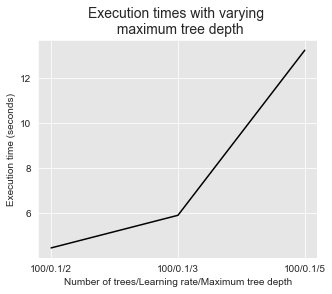 Execution times with varying
maximum tree depth
Execution time (seconds)
12
10
8
6
100/0.1/2 100/0.1/3 100/0.1/5
Number of trees/Learning rate/Maximum tree depth